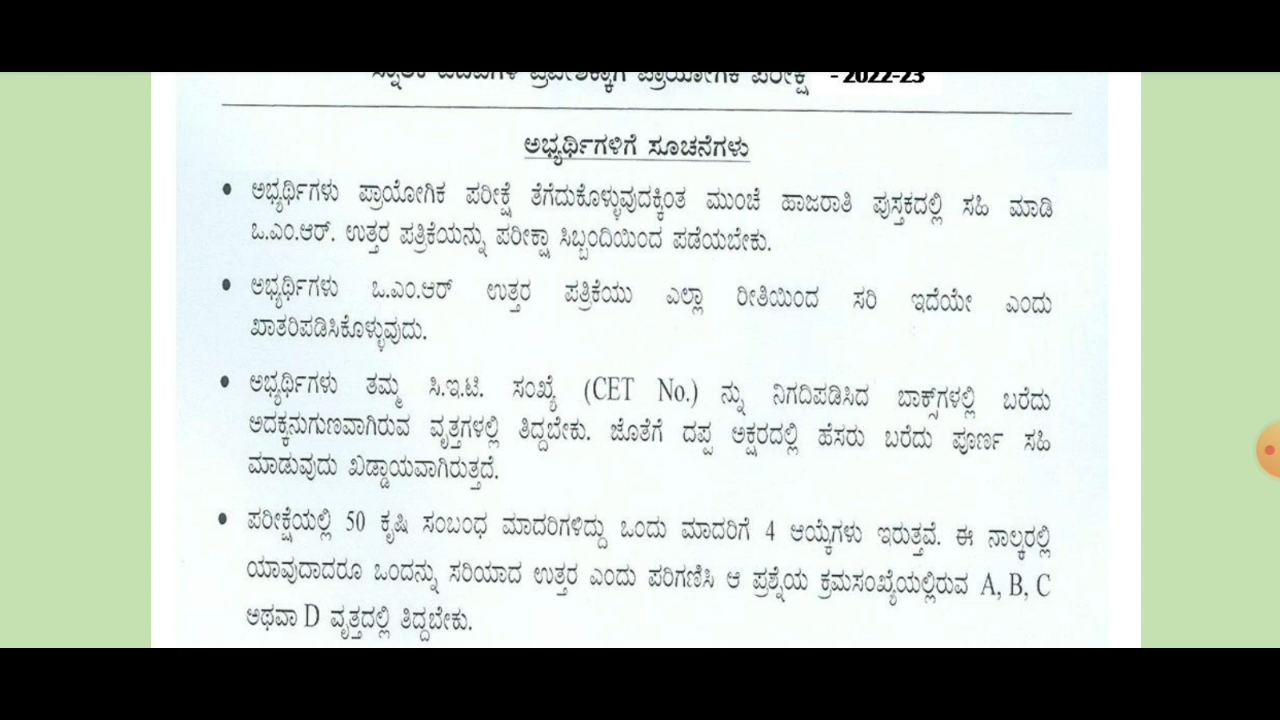 ಪ್ರಾಯೋಗಿಕ ಪರೀಕ್ಷೆ - 2022-23
ಅಭ್ಯರ್ಥಿಗಳಿಗೆ ಸೂಚನೆಗಳು
• ಅಭ್ಯರ್ಥಿಗಳು ಪ್ರಾಯೋಗಿಕ ಪರೀಕ್ಷೆ ತೆಗೆದುಕೊಳ್ಳುವುದಕ್ಕಿಂತ ಮುಂಚೆ ಹಾಜರಾತಿ ಪುಸ್ತಕದಲ್ಲಿ ಸಹಿ ಮಾಡಿ
ಒ.ಎಂ.ಆರ್. ಉತ್ತರ ಪತ್ರಿಕೆಯನ್ನು ಪರೀಕ್ಷಾ ಸಿಬ್ಬಂದಿಯಿಂದ ಪಡೆಯಬೇಕು.
• ಅಭ್ಯರ್ಥಿಗಳು ಒ.ಎಂ.ಆರ್ ಉತ್ತರ ಪತ್ರಿಕೆಯು ಎಲ್ಲಾ ರೀತಿಯಿಂದ ಸರಿ ಇದೆಯೇ ಎಂದು
ಖಾತರಿಪಡಿಸಿಕೊಳ್ಳುವುದು.
• ಅಭ್ಯರ್ಥಿಗಳು ತಮ್ಮ ಸಿ.ಇ.ಟಿ. ಸಂಖ್ಯೆ (CET No.) ನ್ನು ನಿಗದಿಪಡಿಸಿದ ಬಾಕ್ಸ್‌ಗಳಲ್ಲಿ ಬರೆದು
ಅದಕ್ಕನುಗುಣವಾಗಿರುವ ವೃತ್ತಗಳಲ್ಲಿ ತಿದ್ದಬೇಕು. ಜೊತೆಗೆ ದಪ್ಪ ಅಕ್ಷರದಲ್ಲಿ ಹೆಸರು ಬರೆದು ಪೂರ್ಣ ಸಹಿ
ಮಾಡುವುದು ಖಡ್ಡಾಯವಾಗಿರುತ್ತದೆ.
• ಪರೀಕ್ಷೆಯಲ್ಲಿ 50 ಕೃಷಿ ಸಂಬಂಧ ಮಾದರಿಗಳಿದ್ದು ಒಂದು ಮಾದರಿಗೆ 4 ಆಯ್ಕೆಗಳು ಇರುತ್ತವೆ. ಈ ನಾಲ್ಕರಲ್ಲಿ
ಯಾವುದಾದರೂ ಒಂದನ್ನು ಸರಿಯಾದ ಉತ್ತರ ಎಂದು ಪರಿಗಣಿಸಿ ಆ ಪ್ರಶ್ನೆಯ ಕ್ರಮಸಂಖ್ಯೆಯಲ್ಲಿರುವ A, B, C
ಅಥವಾ D ವೃತ್ತದಲ್ಲಿ ತಿದ್ದಬೇಕು.